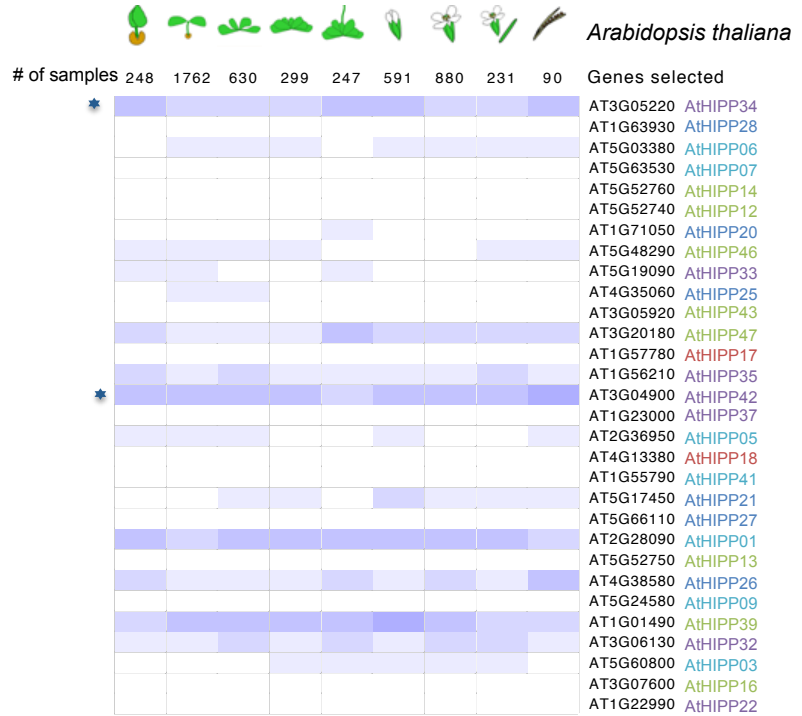 Arabidopsis thaliana
# of samples 248 1762 630 299 247 591 880 231 90 Genes selected
AT3G05220 AtHIPP34
AT1G63930 AtHIPP28
AT5G03380 AtHIPP06
AT5G63530 AtHIPP07
AT5G52760 AtHIPP14
AT5G52740 AtHIPP12
AT1G71050 AtHIPP20
AT5G48290 AtHIPP46
AT5G19090 AtHIPP33
AT4G35060 AtHIPP25
AT3G05920 AtHIPP43
AT3G20180 AtHIPP47
AT1G57780 AtHIPP17
AT1G56210 AtHIPP35
AT3G04900 AtHIPP42
AT1G23000 AtHIPP37
AT2G36950 AtHIPP05
AT4G13380 AtHIPP18
AT1G55790 AtHIPP41
AT5G17450 AtHIPP21
AT5G66110 AtHIPP27
AT2G28090 AtHIPP01
AT5G52750 AtHIPP13
AT4G38580 AtHIPP26
AT5G24580 AtHIPP09
AT1G01490 AtHIPP39
AT3G06130 AtHIPP32
AT5G60800 AtHIPP03
AT3G07600 AtHIPP16
AT1G22990 AtHIPP22